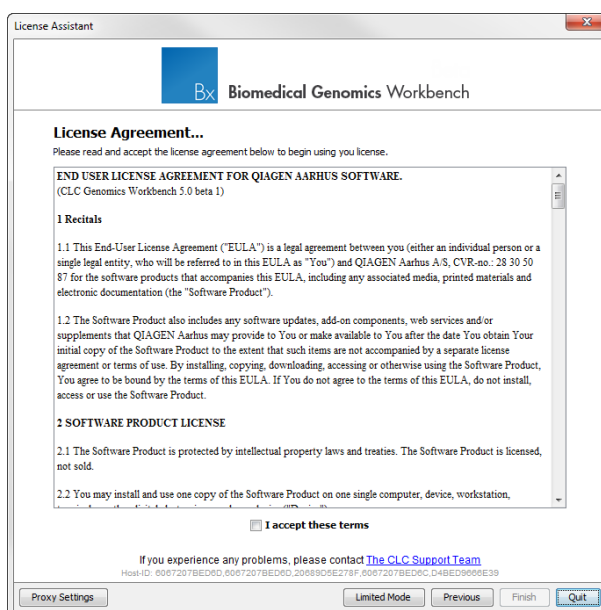 License Assistant
Bx Biomedical Genomics Workbench
License Agreement...
Please read and accept the license agreement below to begin using you license.
END USER LICENSE AGREEMENT FOR QIAGEN AARHUS SOFTWARE.
(CLC Genomics Workbench 5.0 beta 1)
1 Recitals
1.1 This End-User License Agreement ("EULA") is a legal agreement between you (either an individual person or a
single legal entity, who will be referred to in this EULA as "You") and QIAGEN Aarhus A/S, CVR-no.: 28 30 50
87 for the software products that accompanies this EULA, including any associated media, printed materials and
electronic documentation (the "Software Product").
1.2 The Software Product also includes any software updates, add-on components, web services and/or
supplements that QIAGEN Aarhus may provide to You or make available to You after the date You obtain Your
initial copy of the Software Product to the extent that such items are not accompanied by a separate license
agreement or terms of use. By installing, copying, downloading, accessing or otherwise using the Software Product,
You agree to be bound by the terms of this EULA. If You do not agree to the terms of this EULA, do not install,
access or use the Software Product.
2 SOFTWARE PRODUCT LICENSE
2.1 The Software Product is protected by intellectual property laws and treaties. The Software Product is licensed,
not sold.
2.2 You may install and use one copy of the Software Product on one single computer, device, workstation,
I accept these terms
If you experience any problems, please contact The CLC Support Team
Host-ID: 6067207BED6D,6067207BED6D,20689D5E278F,6067207BED6C,D4BED9666E39
Proxy Settings Limited Mode Previous Finish Quit